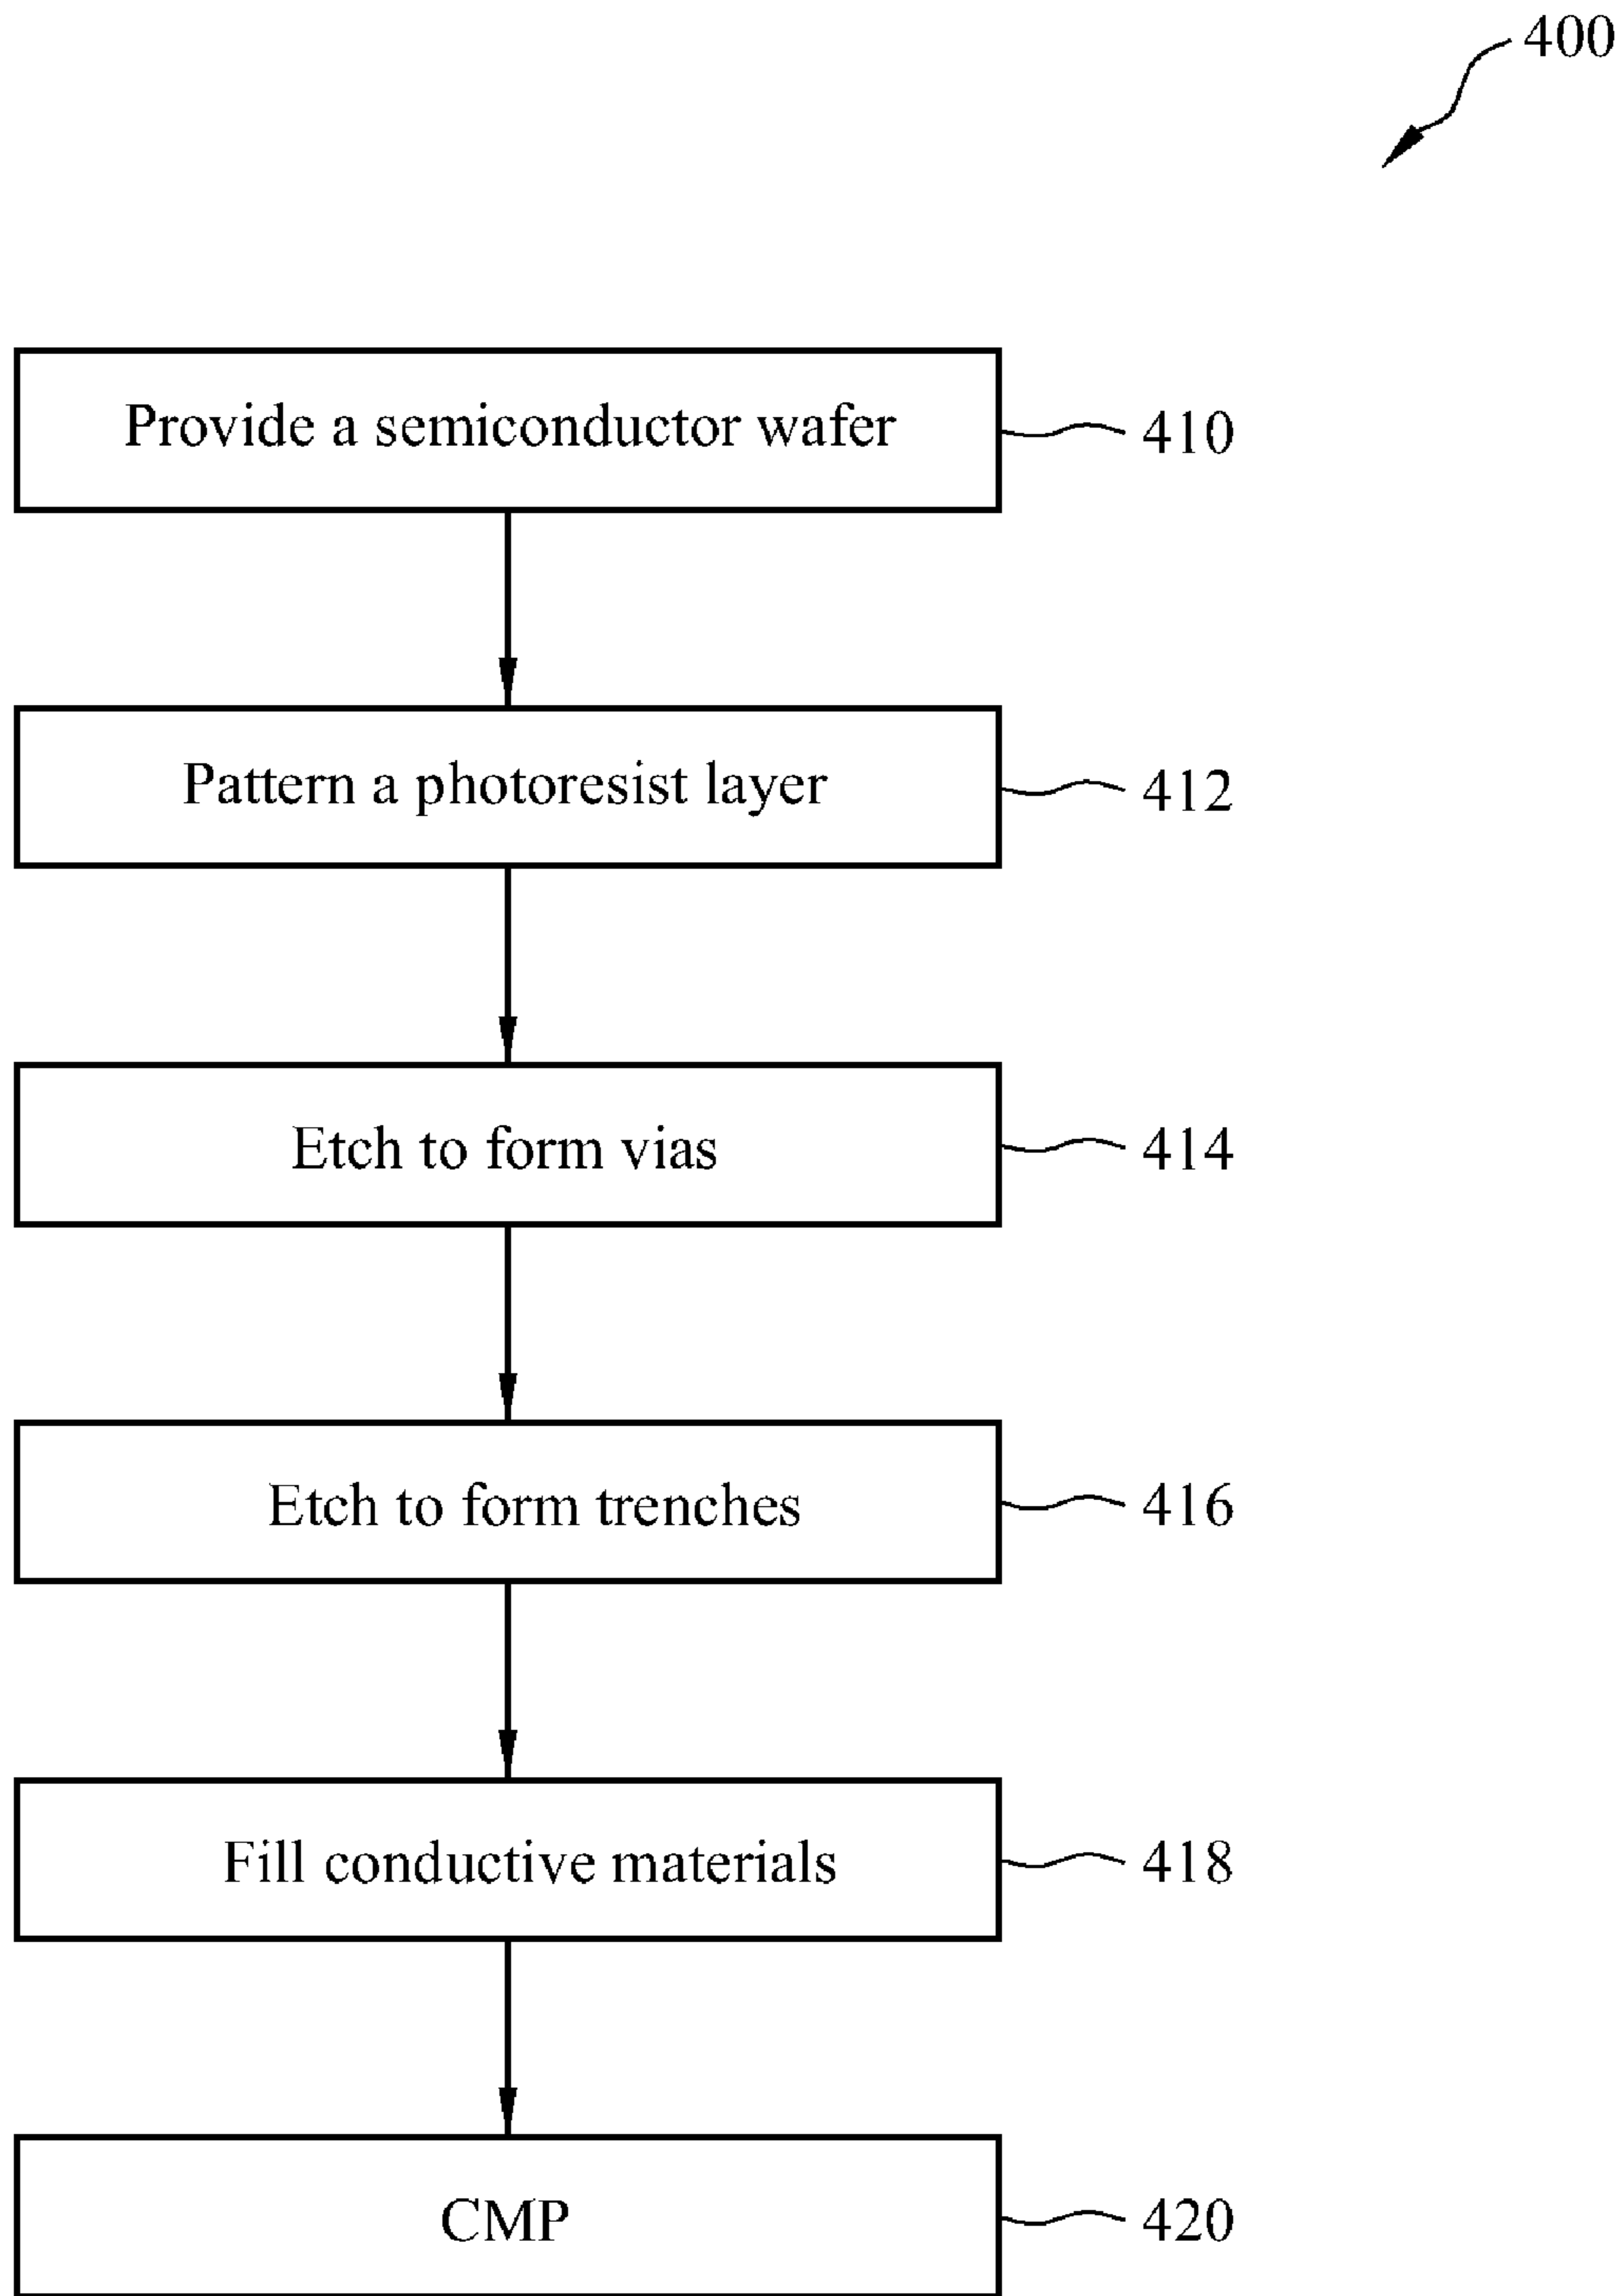 400
Provide a semiconductor wafer
410
Pattern a photoresist layer
412
Etch to form vias
414
Etch to form trenches
416
Fill conductive materials
418
CMP
420